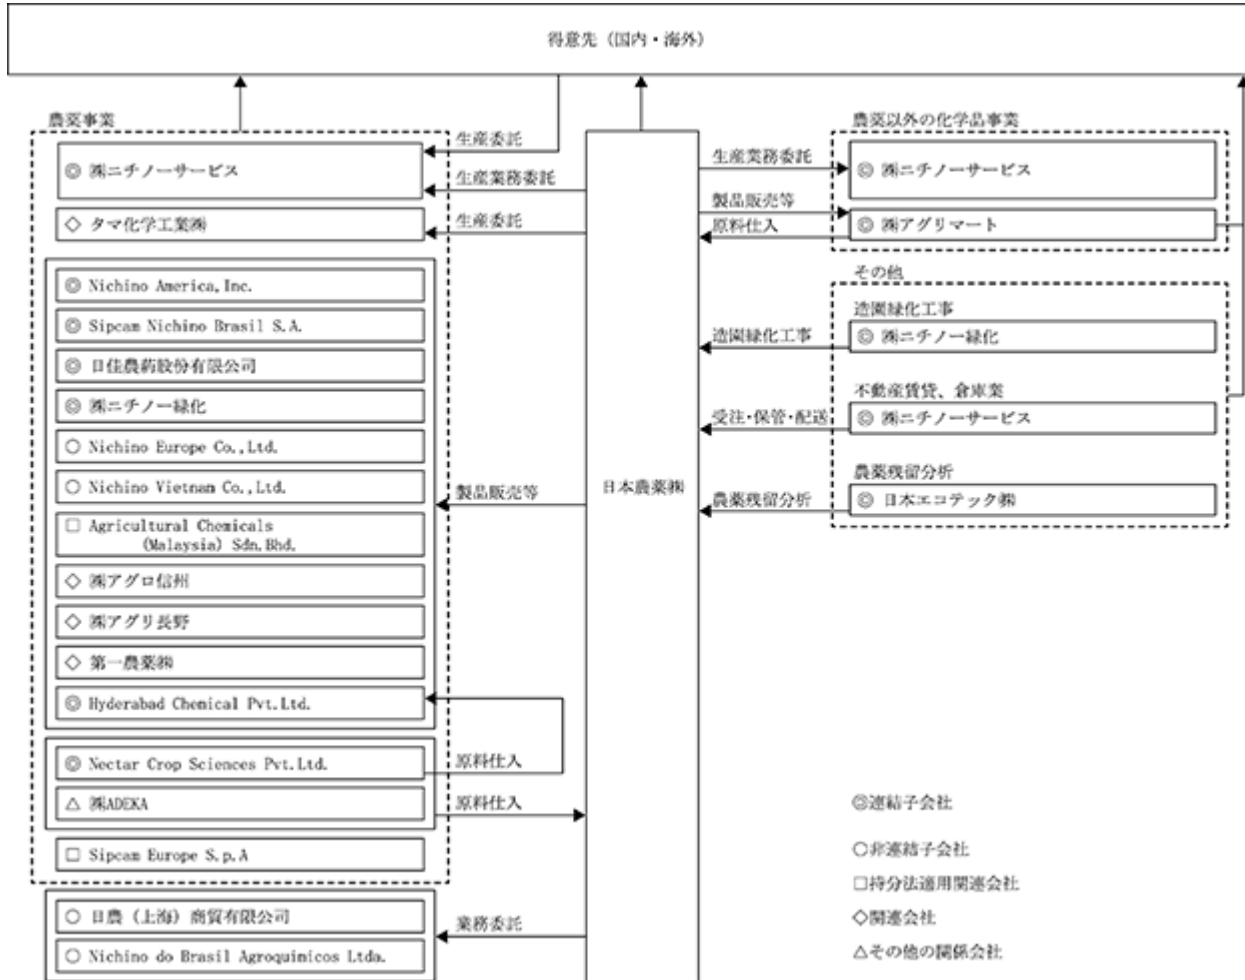 得意先（国内・海外）
農薬事業
◎ ㈱ニチノーサービス
◇ タマ化学工業㈱
◎ Nichino America,Inc.
◎ Sipcam Nichino Brasil S.A.
◎ 日佳農葯股份有限公司
◎ ㈱ニチノー緑化
○ Nichino Europe Co.,Ltd.
○ Nichino Vietnam Co.,Ltd.
□ Agricultural Chemicals
(Malaysia) Sdn.Bhd.
◇ ㈱アグロ信州
◇ ㈱アグリ長野
◇ 第一農薬㈱
◎ Hyderabad Chemical Pvt.Ltd.
◎ Nectar Crop Sciences Pvt.Ltd.
△ ㈱ADEKA
□ Sipcam Europe S.p.A
○ 日農（上海）商貿有限公司
○ Nichino do Brasil Agroquimicos Ltda.
生産委託
生産業務委託
生産委託
製品販売等
原料仕入
原料仕入
業務委託
日本農薬㈱
生産業務委託
製品販売等
原料仕入
造園緑化工事
受注・保管・配送
農薬残留分析
農薬以外の化学品事業
◎ ㈱ニチノーサービス
◎ ㈱アグリマート
その他
造園緑化工事
◎ ㈱ニチノー緑化
不動産賃貸、倉庫業
◎ ㈱ニチノーサービス
農薬残留分析
◎ 日本エコテック㈱
◎連結子会社
○非連結子会社
□持分法適用関連会社
◇関連会社
△その他の関係会社